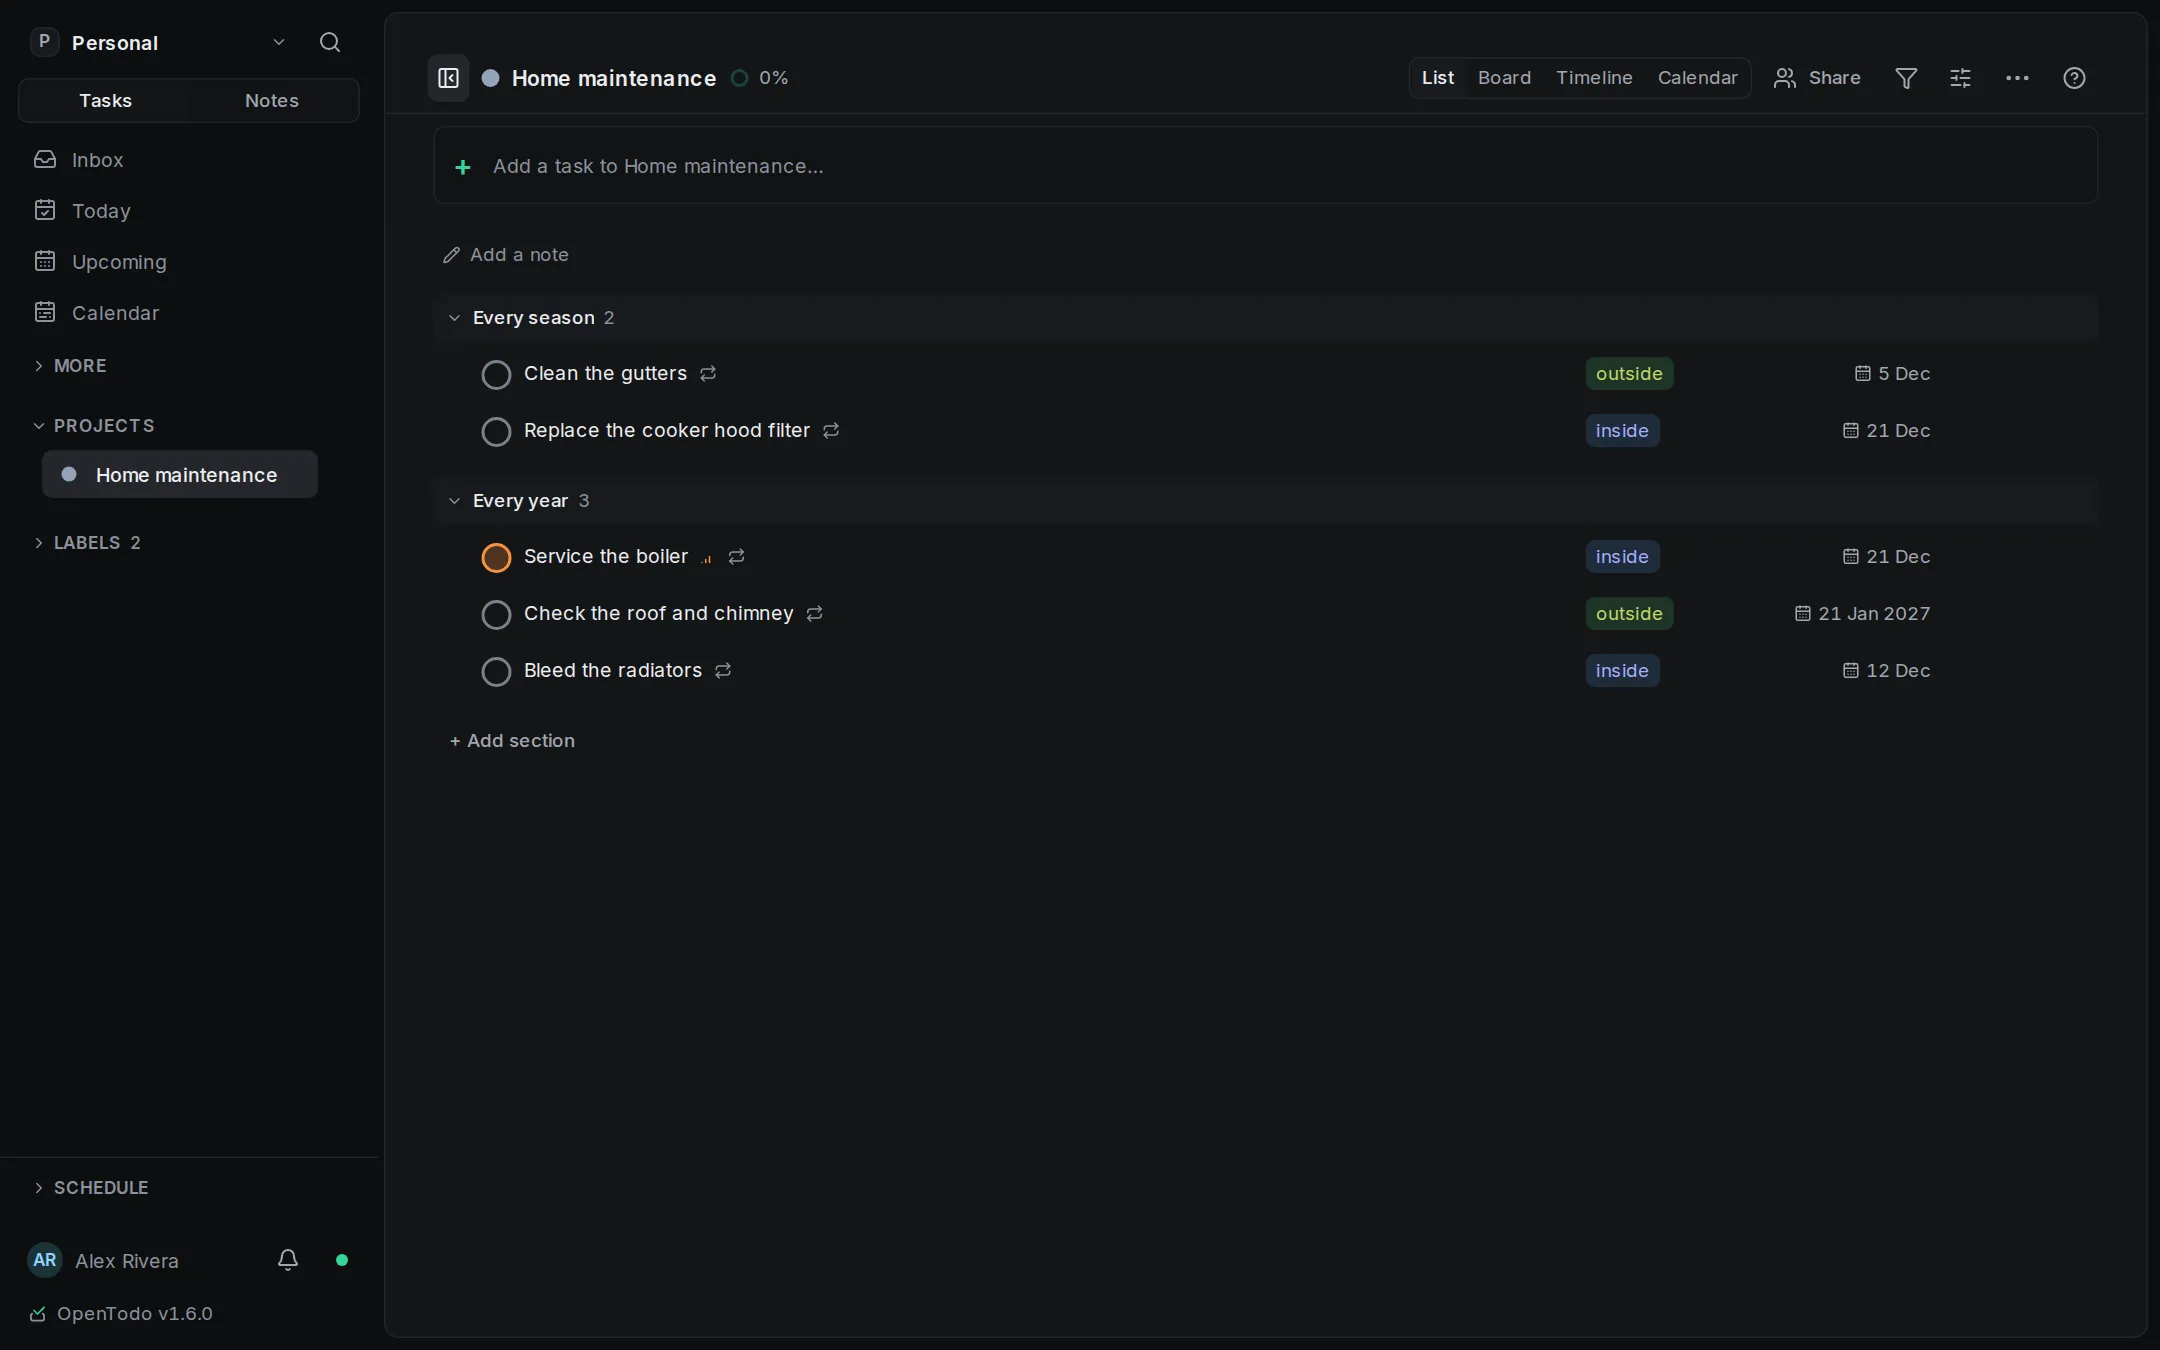 P Personal
Tasks Notes
Inbox
Today
Upcoming
Calendar
MORE
PROJECTS
Home maintenance
LABELS 2
SCHEDULE
AR Alex Rivera
OpenTodo v1.6.0
Home maintenance 0%
List Board Timeline Calendar Share
+ Add a task to Home maintenance...
Add a note
Every season 2
Clean the gutters outside 5 Dec
Replace the cooker hood filter inside 21 Dec
Every year 3
Service the boiler inside 21 Dec
Check the roof and chimney outside 21 Jan 2027
Bleed the radiators inside 12 Dec
+ Add section